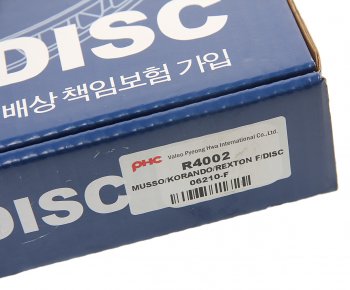 DISC
배상 책임보험 가입
PHC Valeo Pyeong Hwa International Co.,Ltd.
R4002
MUSSO/KORANDO/REXTON F/DISC
06210-F
DISC